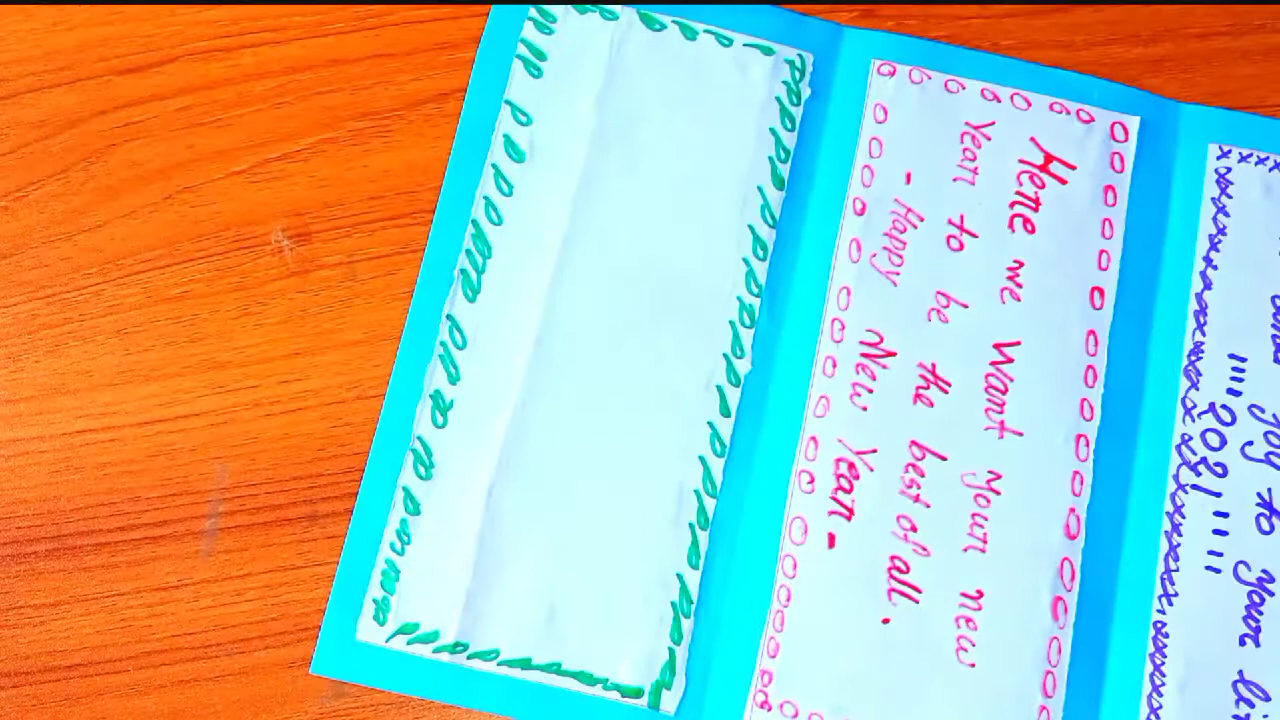 Here we want your new
Year to be the best of all.
- Happy New Year -
joy to your
"" 2021 ""